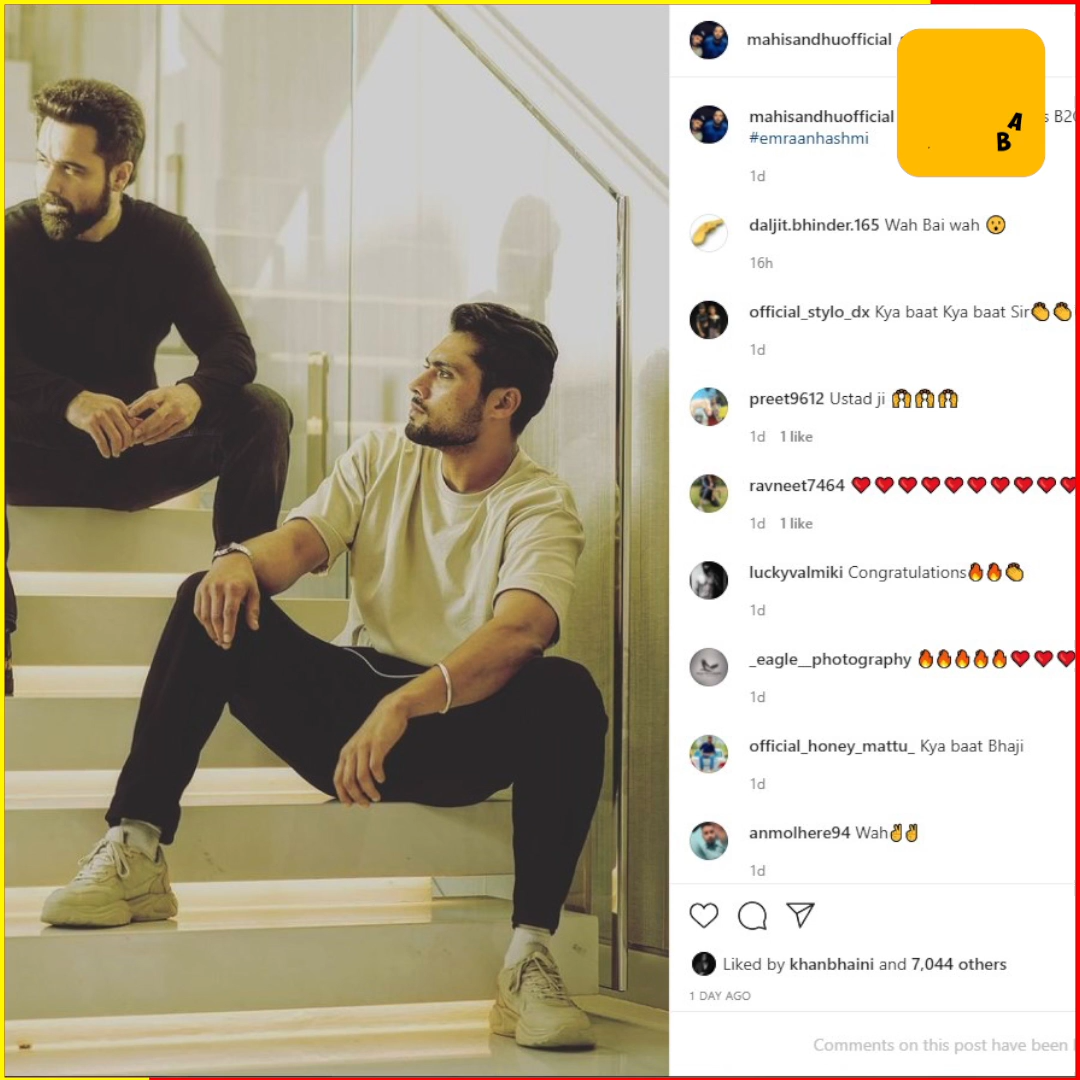 mahisandhuofficial
A
B
mahisandhuofficial
#emraanhashmi
1d
daljit.bhinder.165 Wah Bai wah 😮
16h
official_stylo_dx Kya baat Kya baat Sir👏👏
1d
preet9612 Ustad ji 🙌🙌🙌
1d 1 like
ravneet7464 ❤❤❤❤❤❤❤❤❤❤
1d 1 like
luckyvalmiki Congratulations🔥🔥👏
1d
_eagle__photography 🔥🔥🔥🔥🔥❤❤❤
1d
official_honey_mattu_ Kya baat Bhaji
1d
anmolhere94 Wah✌✌
1d
Liked by khanbhaini and 7,044 others
1 DAY AGO
Comments on this post have been